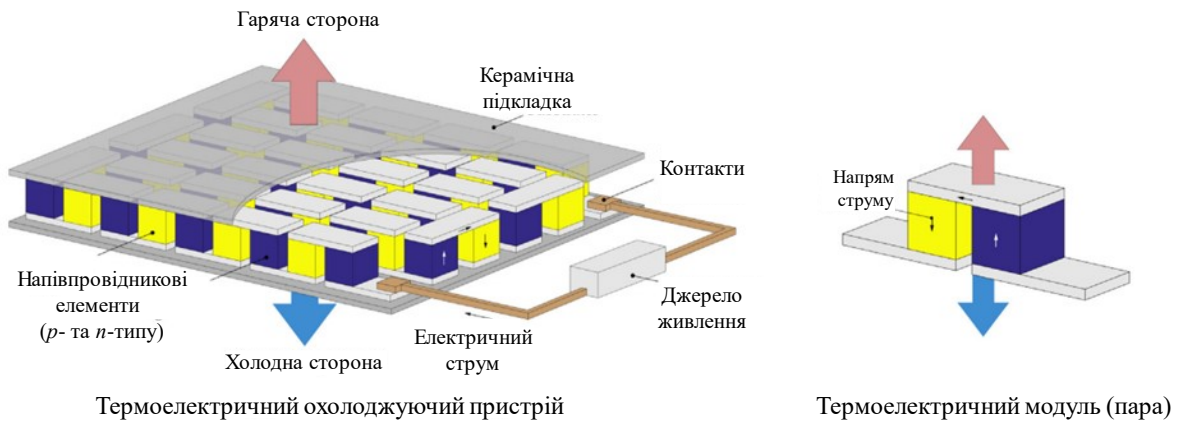 Гаряча сторона
Керамічна
підкладка
Контакти
Напрям
струму
Напівпровідникові
елементи
(p- та n-типу)
Джерело
живлення
Електричний
струм
Холодна сторона
Термоелектричний охолоджуючий пристрій
Термоелектричний модуль (пара)